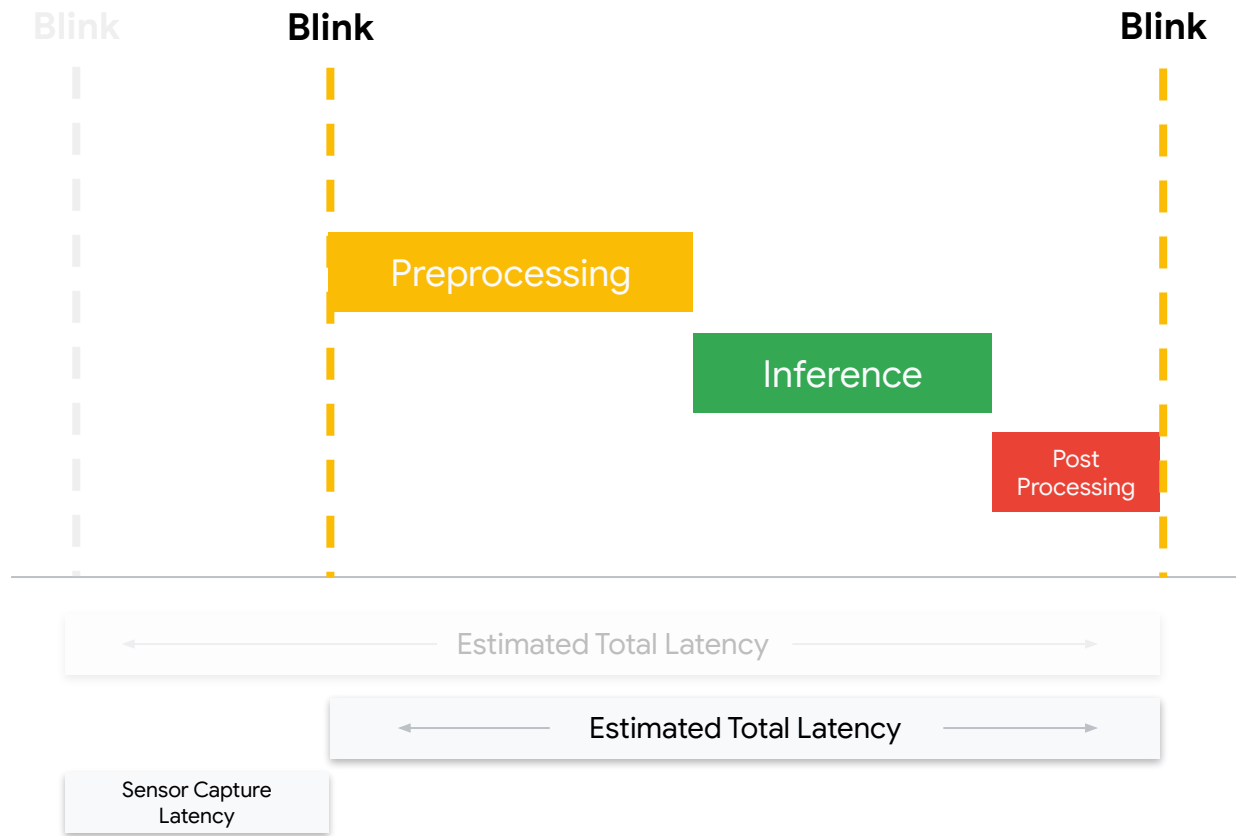 Blink
Blink
Blink
Preprocessing
Inference
Post
Processing
Estimated Total Latency
Estimated Total Latency
Sensor Capture
Latency